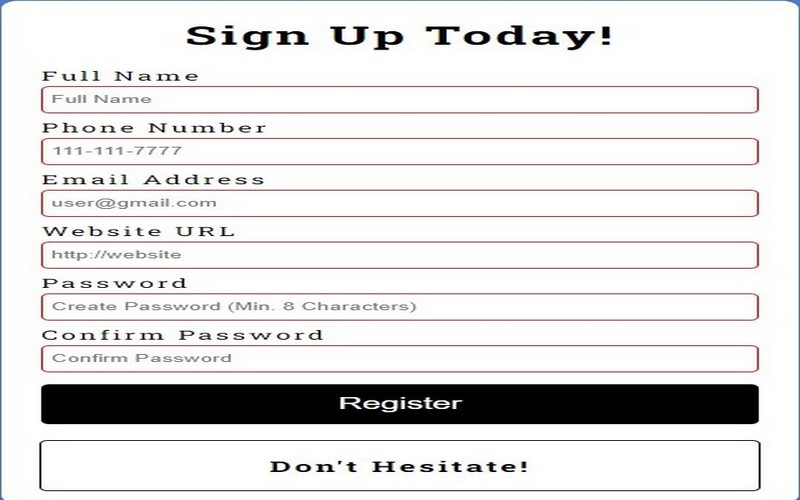 Sign Up Today!
Full Name
Full Name
Phone Number
111-111-7777
Email Address
user@gmail.com
Website URL
http://website
Password
Create Password (Min. 8 Characters)
Confirm Password
Confirm Password
Register
Don't Hesitate!